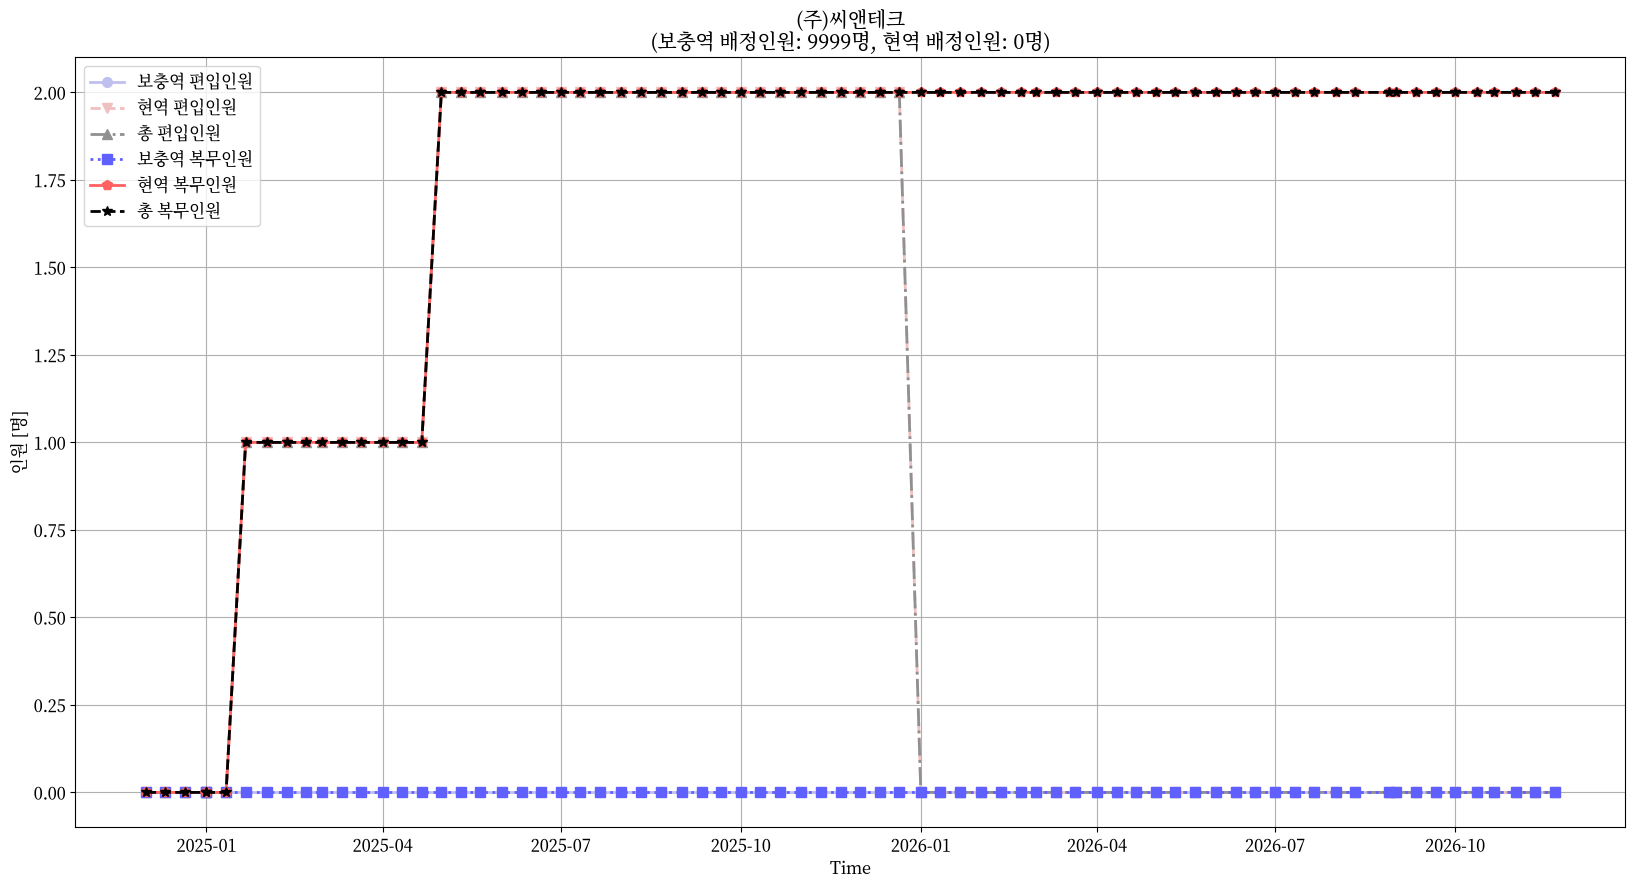 (주)씨앤테크
(보충역 배정인원: 9999명, 현역 배정인원: 0명)
보충역 편입인원
현역 편입인원
총 편입인원
보충역 복무인원
현역 복무인원
총 복무인원
2.00
1.75
1.50
1.25
1.00
0.75
0.50
0.25
0.00
인원 [명]
2025-01 2025-04 2025-07 2025-10 2026-01 2026-04 2026-07 2026-10
Time